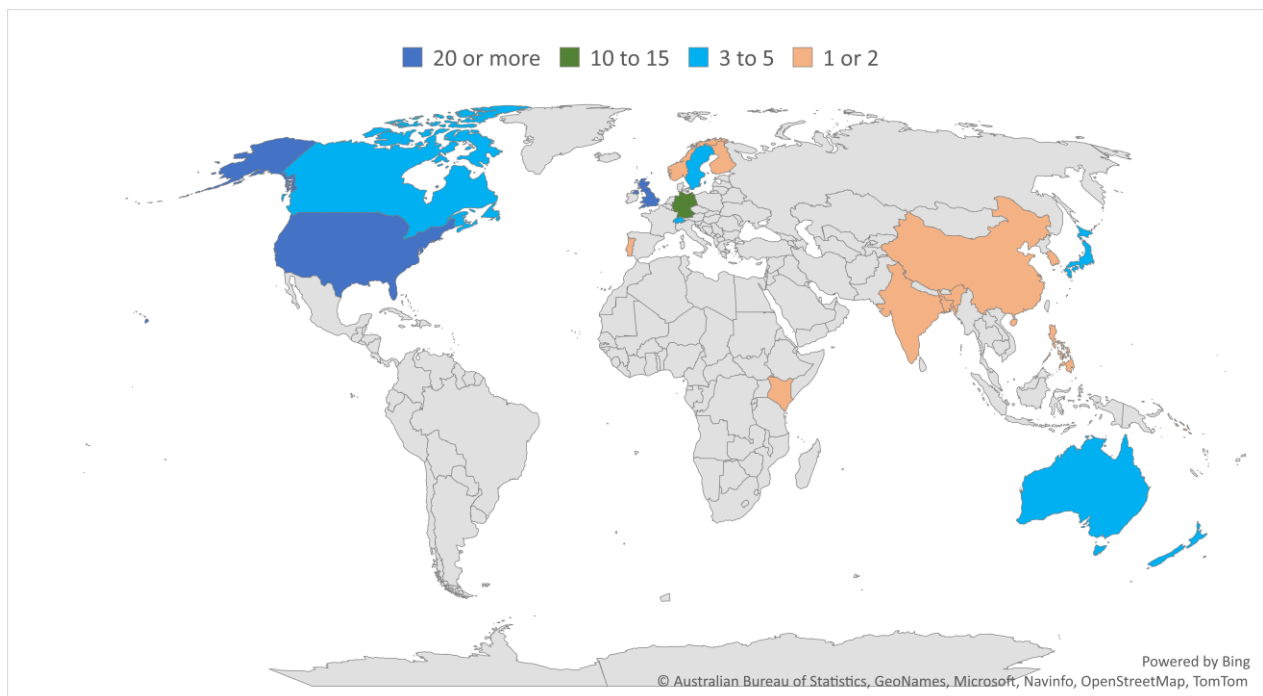 20 or more 10 to 15 3 to 5 1 or 2
Powered by Bing
© Australian Bureau of Statistics, GeoNames, Microsoft, Navinfo, OpenStreetMap, TomTom